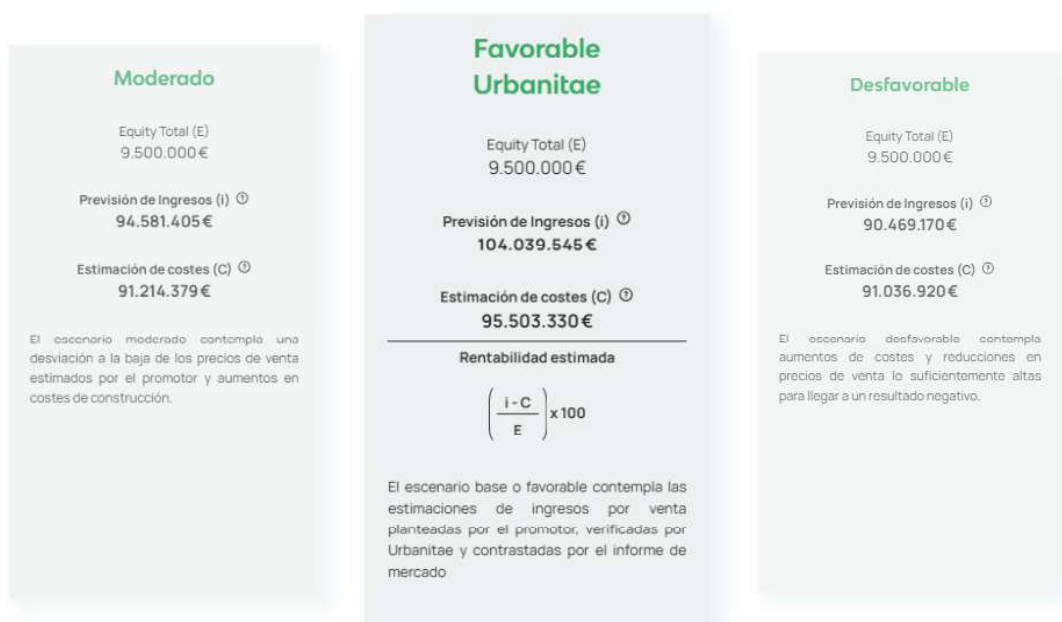 Moderado
Equity Total (E)
9.500.000€
Previsión de Ingresos (i) ?
94.581.405€
Estimación de costes (C) ?
91.214.379€
El escenario moderado contempla una
desviación a la baja de los precios de venta
estimados por el promotor y aumentos en
costes de construcción.
Favorable
Urbanitae
Equity Total (E)
9.500.000€
Previsión de Ingresos (i) ?
104.039.545€
Estimación de costes (C) ?
95.503.330€
Rentabilidad estimada
( i - C / E ) x 100
El escenario base o favorable contempla las
estimaciones de ingresos por venta
planteadas por el promotor, verificadas por
Urbanitae y contrastadas por el informe de
mercado
Desfavorable
Equity Total (E)
9.500.000€
Previsión de Ingresos (i) ?
90.469.170€
Estimación de costes (C) ?
91.036.920€
El escenario desfavorable contempla
aumentos de costes y reducciones en
precios de venta lo suficientemente altas
para llegar a un resultado negativo.